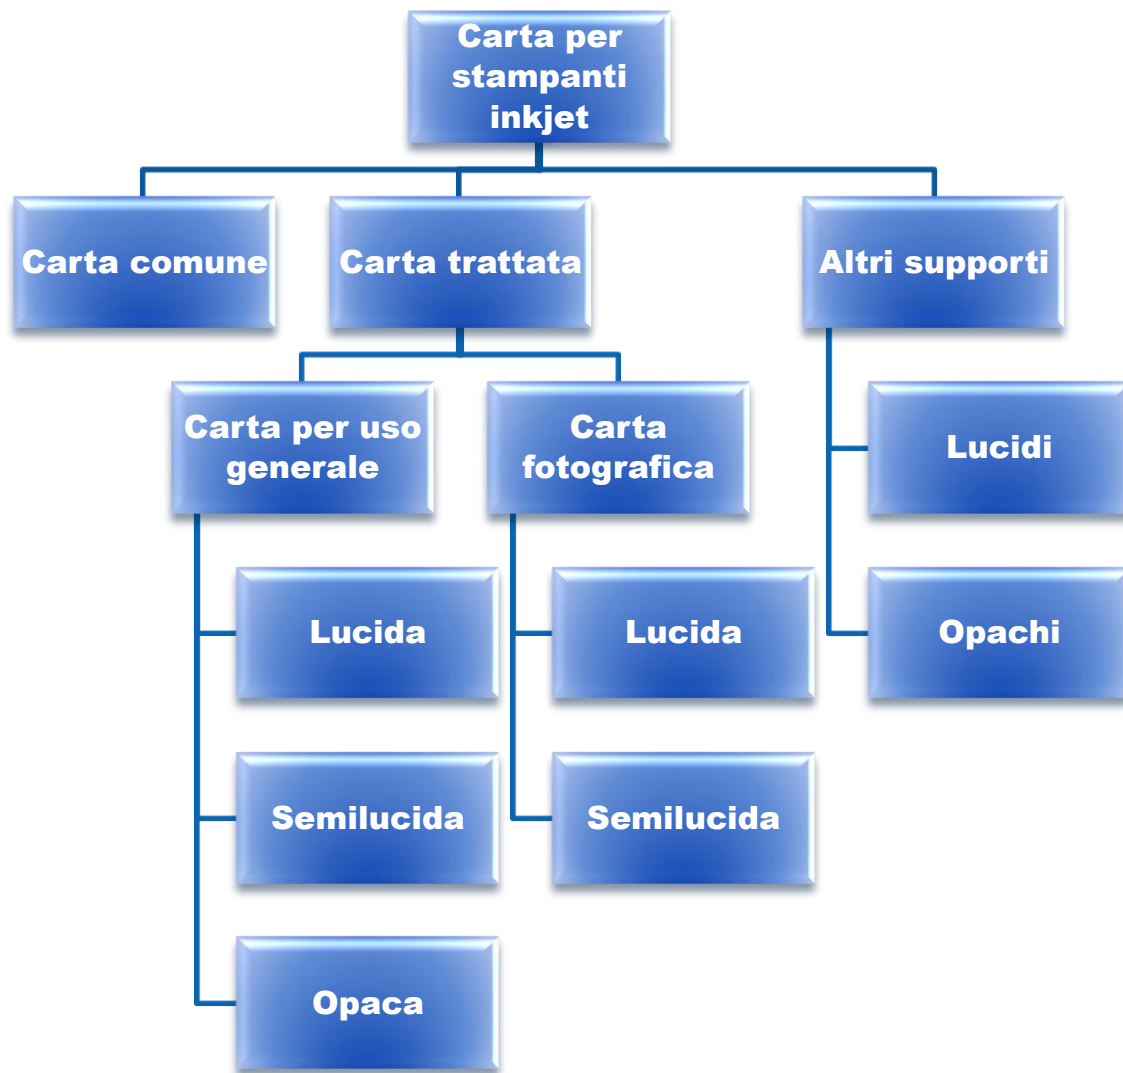 Carta per
stampanti
inkjet
Carta comune
Carta trattata
Altri supporti
Carta per uso
generale
Carta
fotografica
Lucidi
Lucida
Lucida
Opachi
Semilucida
Semilucida
Opaca